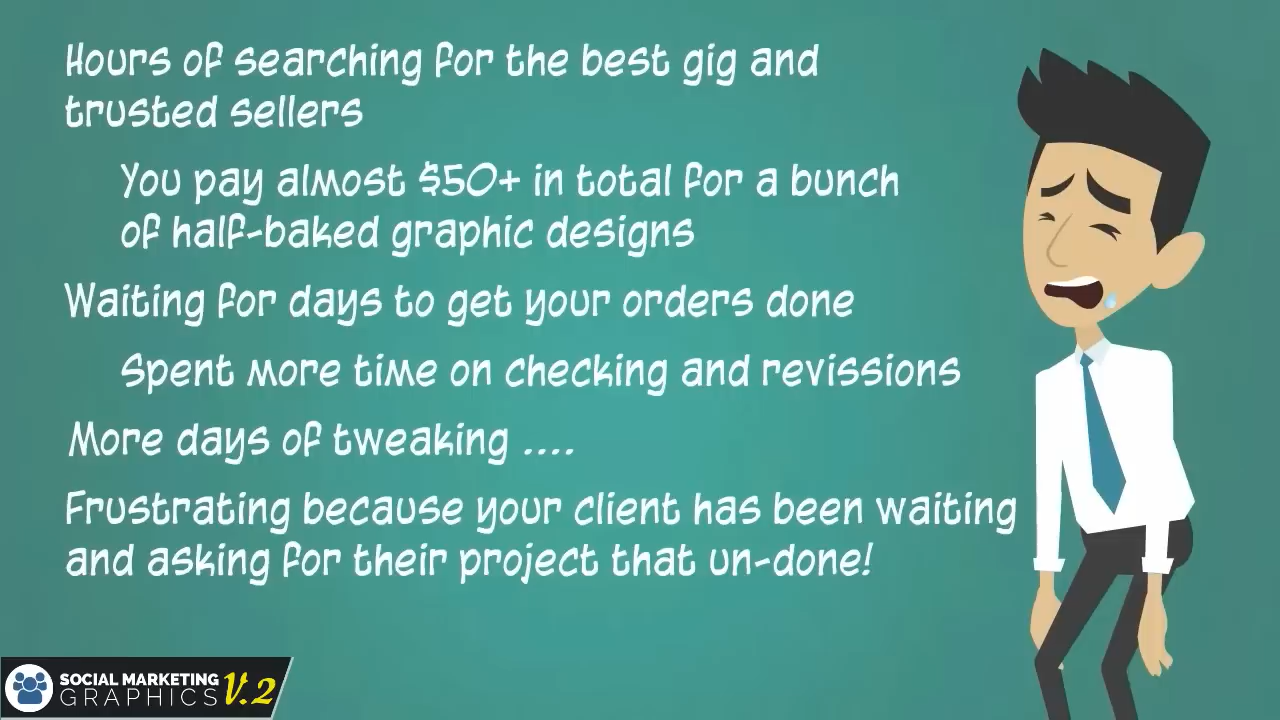 Hours of searching for the best gig and
trusted sellers
You pay almost $50+ in total for a bunch
of half-baked graphic designs
Waiting for days to get your orders done
Spent more time on checking and revissions
More days of tweaking ....
Frustrating because your client has been waiting
and asking for their project that un-done!
SOCIAL MARKETING
GRAPHICS V.2